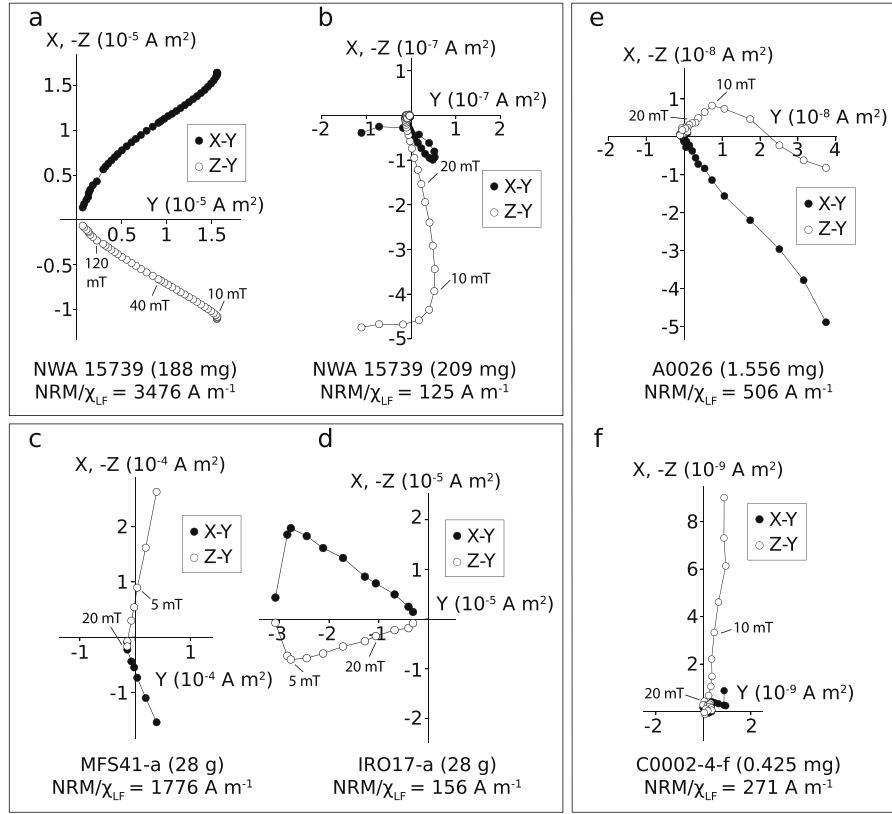 a
X, -Z (10⁻⁵ A m²)
1.5
1
0.5
X-Y
Z-Y
Y (10⁻⁵ A m²)
0.5 1 1.5
120 mT
40 mT
10 mT
-0.5
-1
NWA 15739 (188 mg)
NRM/χLF = 3476 A m⁻¹
b
X, -Z (10⁻⁷ A m²)
1
Y (10⁻⁷ A m²)
-2 -1 1 2
-1
20 mT
X-Y
Z-Y
-2
-3
10 mT
-4
-5
NWA 15739 (209 mg)
NRM/χLF = 125 A m⁻¹
c
X, -Z (10⁻⁴ A m²)
2
X-Y
Z-Y
1
5 mT
20 mT
-1 1
Y (10⁻⁴ A m²)
-1
MFS41-a (28 g)
NRM/χLF = 1776 A m⁻¹
d
X, -Z (10⁻⁵ A m²)
2
X-Y
Z-Y
1
Y (10⁻⁵ A m²)
-3 -2 -1
5 mT
20 mT
-1
-2
IRO17-a (28 g)
NRM/χLF = 156 A m⁻¹
e
X, -Z (10⁻⁸ A m²)
10 mT
1
20 mT
Y (10⁻⁸ A m²)
-2 -1 1 2 3 4
-1
X-Y
Z-Y
-2
-3
-4
-5
A0026 (1.556 mg)
NRM/χLF = 506 A m⁻¹
f
X, -Z (10⁻⁹ A m²)
8
X-Y
Z-Y
6
4
10 mT
2
20 mT
Y (10⁻⁹ A m²)
-2 2
C0002-4-f (0.425 mg)
NRM/χLF = 271 A m⁻¹